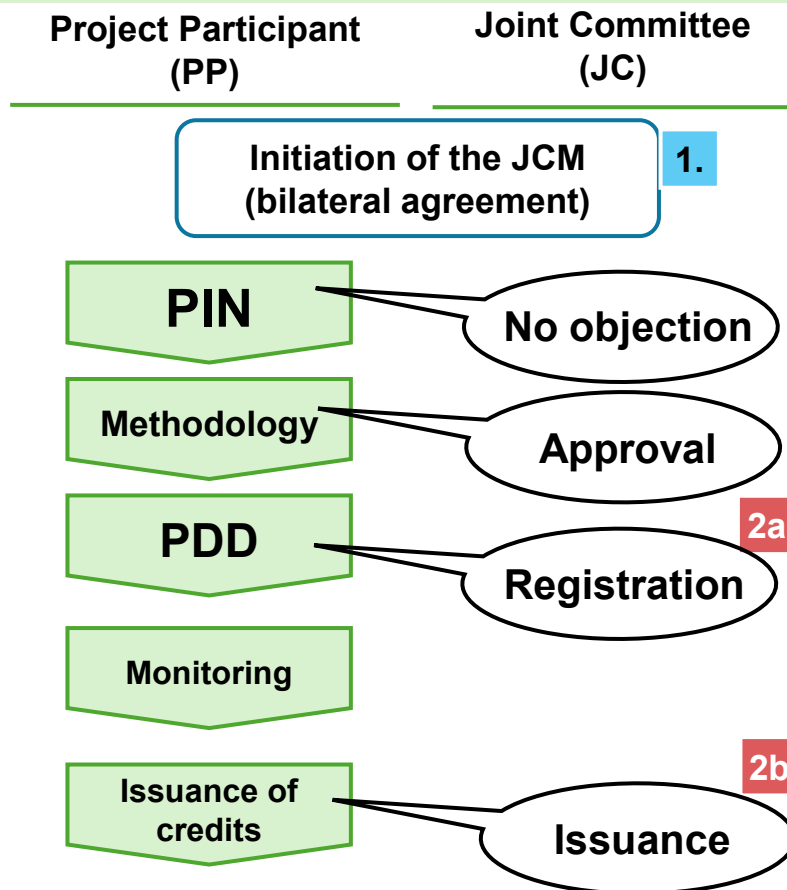 Project Participant
(PP)
Joint Committee
(JC)
Initiation of the JCM
(bilateral agreement)
1.
PIN
No objection
Methodology
Approval
2a
PDD
Registration
Monitoring
2b
Issuance of
credits
Issuance